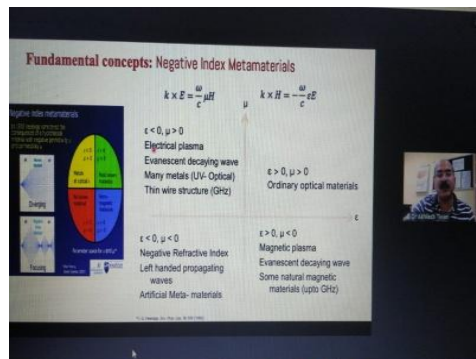 Fundamental concepts: Negative Index Metamaterials
k × E = ω/c μH
k × H = − ω/c εE
μ
ε < 0, μ > 0
Electrical plasma
Evanescent decaying wave
Many metals (UV- Optical)
Thin wire structure (GHz)
ε > 0, μ > 0
Ordinary optical materials
ε
ε < 0, μ < 0
Negative Refractive Index
Left handed propagating
waves
Artificial Meta- materials
ε > 0, μ < 0
Magnetic plasma
Evanescent decaying wave
Some natural magnetic
materials (upto GHz)
Negative index metamaterials
Diverging
Focusing